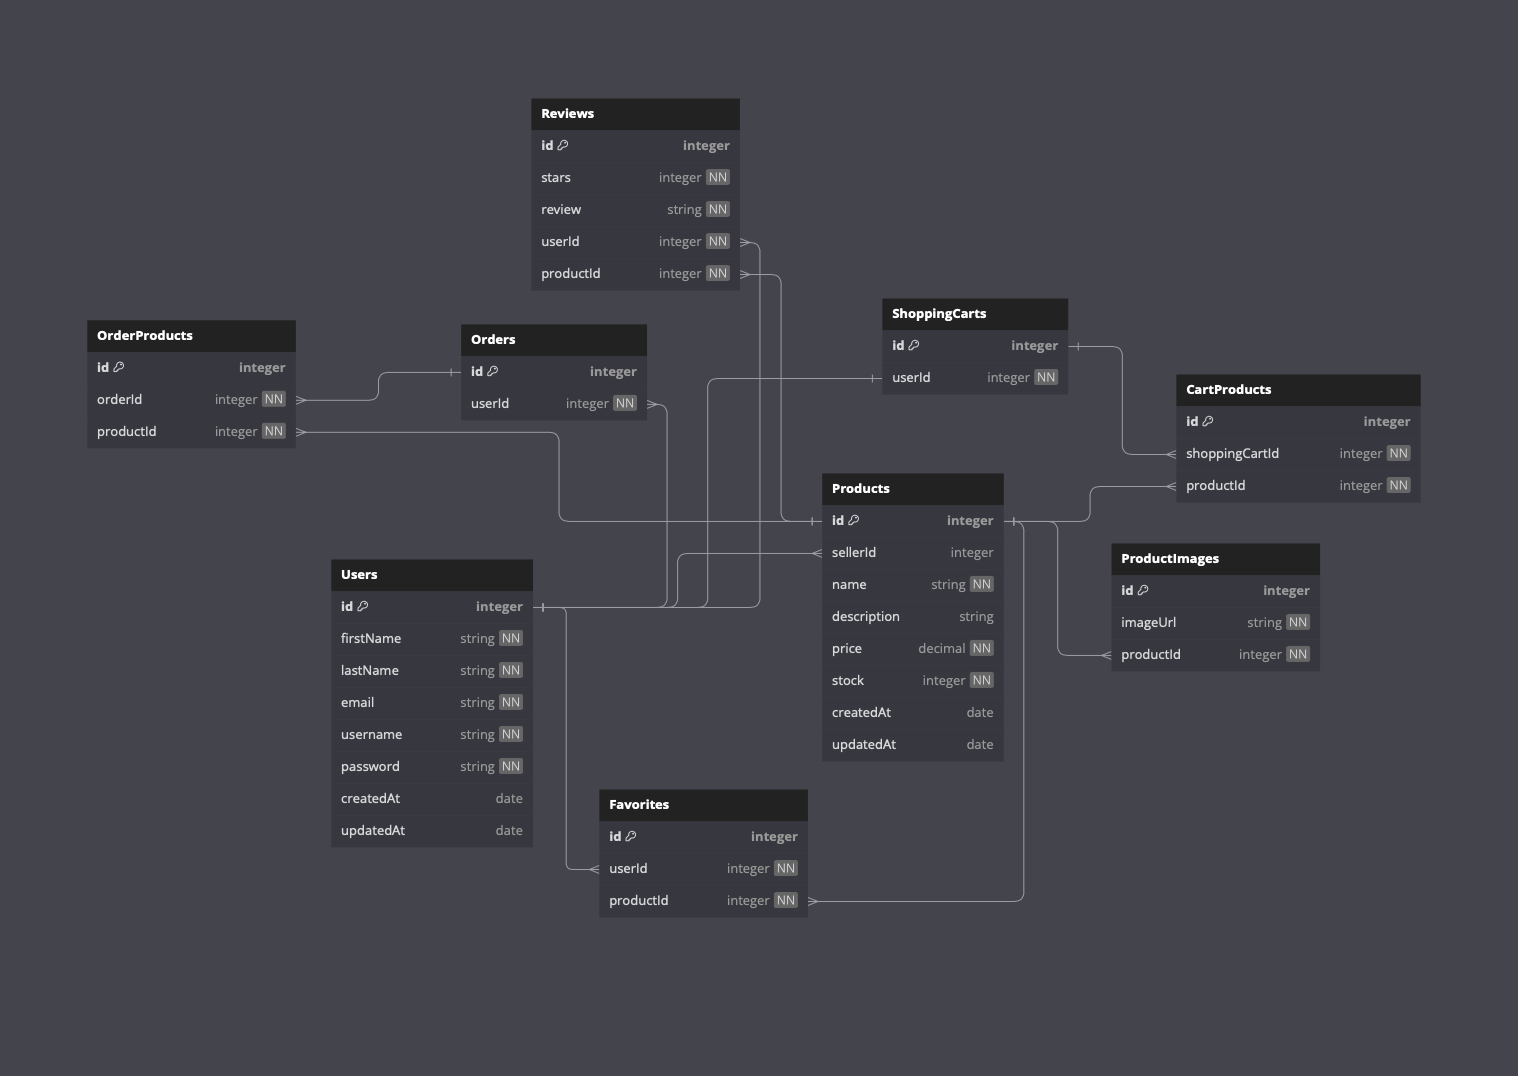 Reviews
id integer
stars integer NN
review string NN
userId integer NN
productId integer NN
OrderProducts
id integer
orderId integer NN
productId integer NN
Orders
id integer
userId integer NN
ShoppingCarts
id integer
userId integer NN
CartProducts
id integer
shoppingCartId integer NN
productId integer NN
Products
id integer
sellerId integer
name string NN
description string
price decimal NN
stock integer NN
createdAt date
updatedAt date
ProductImages
id integer
imageUrl string NN
productId integer NN
Users
id integer
firstName string NN
lastName string NN
email string NN
username string NN
password string NN
createdAt date
updatedAt date
Favorites
id integer
userId integer NN
productId integer NN